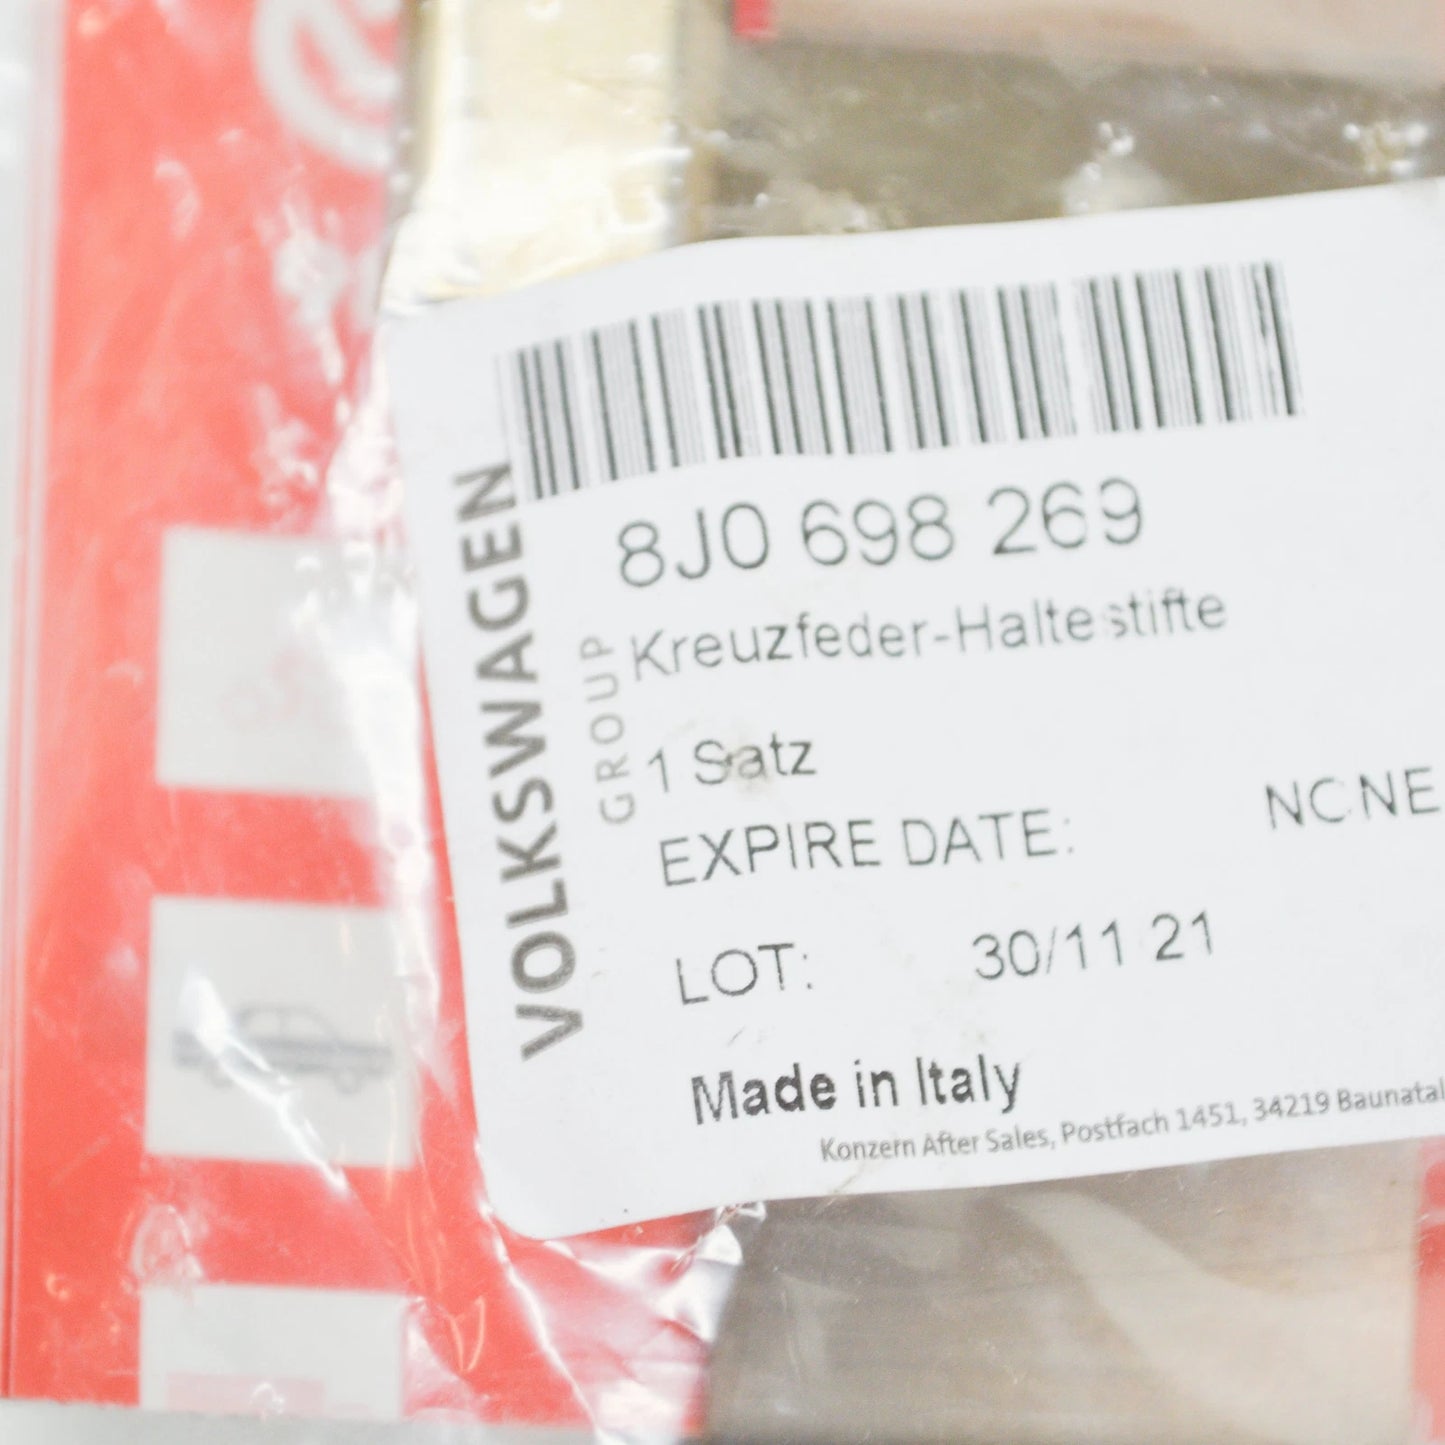 VOLKSWAGEN
GROUP
8J0 698 269
Kreuzfeder-Haltestifte
1 Satz
EXPIRE DATE: NONE
LOT: 30/11 21
Made in Italy
Konzern After Sales, Postfach 1451, 34219 Baunatal